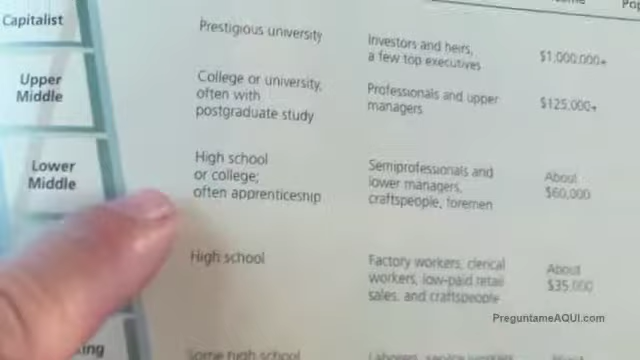 Capitalist
Prestigious university
Investors and heirs,
a few top executives
$1,000,000+
Upper
Middle
College or university,
often with
postgraduate study
Professionals and upper
managers
$125,000+
Lower
Middle
High school
or college;
often apprenticeship
Semiprofessionals and
lower managers,
craftspeople, foremen
About
$60,000
High school
Factory workers, clerical
workers, low-paid retail
sales, and craftspeople
About
$35,000
PreguntameAQUI.com
Some high school